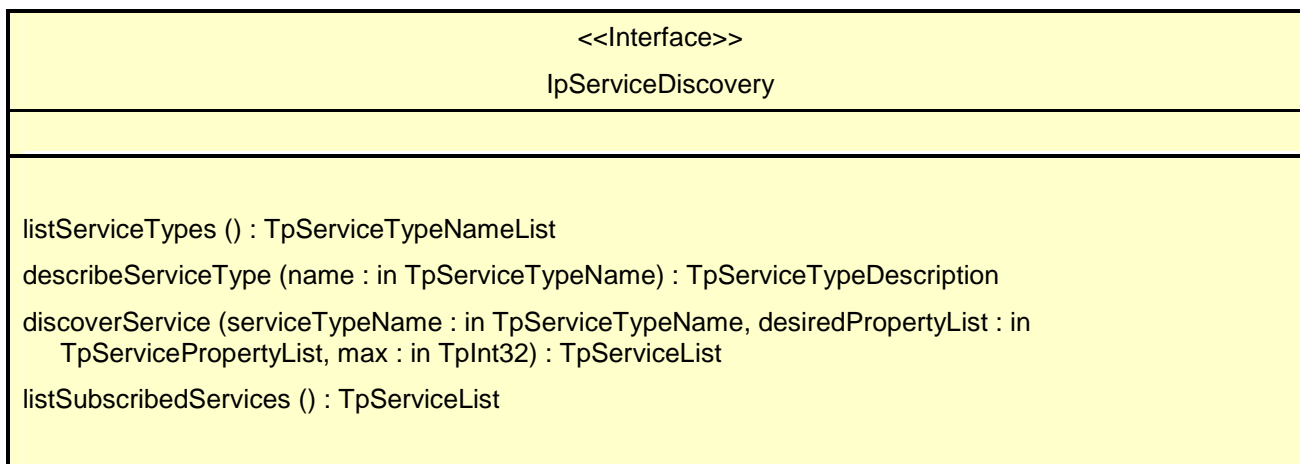 <<Interface>>
IpServiceDiscovery
listServiceTypes () : TpServiceTypeNameList
describeServiceType (name : in TpServiceTypeName) : TpServiceTypeDescription
discoverService (serviceTypeName : in TpServiceTypeName, desiredPropertyList : in
TpServicePropertyList, max : in TpInt32) : TpServiceList
listSubscribedServices () : TpServiceList